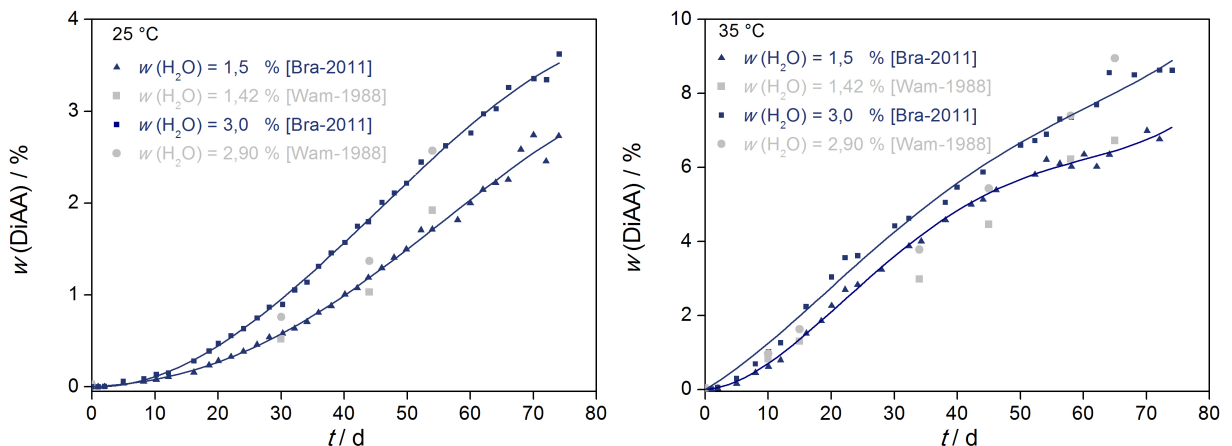 25 °C
w (H₂O) = 1,5 % [Bra-2011]
w (H₂O) = 1,42 % [Wam-1988]
w (H₂O) = 3,0 % [Bra-2011]
w (H₂O) = 2,90 % [Wam-1988]
w (DiAA) / %
4
3
2
1
0
0 10 20 30 40 50 60 70 80
t / d
35 °C
w (H₂O) = 1,5 % [Bra-2011]
w (H₂O) = 1,42 % [Wam-1988]
w (H₂O) = 3,0 % [Bra-2011]
w (H₂O) = 2,90 % [Wam-1988]
w (DiAA) / %
10
8
6
4
2
0
0 10 20 30 40 50 60 70 80
t / d